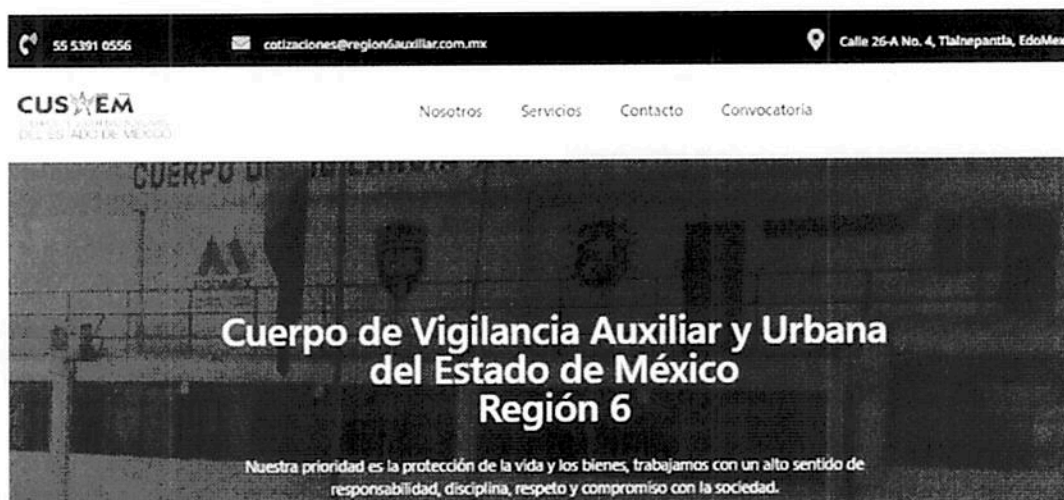 55 5391 0556
cotizaciones@region6auxiliar.com.mx
Calle 26-A No. 4, Tlalnepantla, EdoMex
CUSAEM
DEL ESTADO DE MÉXICO
Nosotros
Servicios
Contacto
Convocatoria
CUERPO
EDOMEX
Cuerpo de Vigilancia Auxiliar y Urbana
del Estado de México
Región 6
Nuestra prioridad es la protección de la vida y los bienes, trabajamos con un alto sentido de
responsabilidad, disciplina, respeto y compromiso con la sociedad.